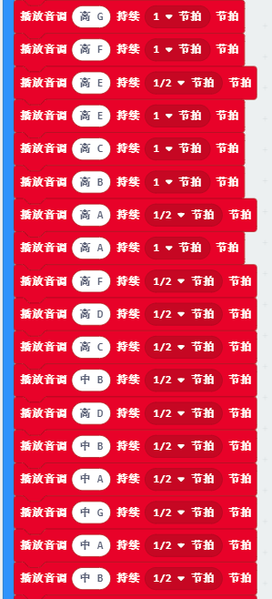 播放音调 高 G 持续 1 节拍 节拍
播放音调 高 F 持续 1 节拍 节拍
播放音调 高 E 持续 1/2 节拍 节拍
播放音调 高 E 持续 1 节拍 节拍
播放音调 高 C 持续 1 节拍 节拍
播放音调 高 B 持续 1 节拍 节拍
播放音调 高 A 持续 1/2 节拍 节拍
播放音调 高 A 持续 1 节拍 节拍
播放音调 高 F 持续 1/2 节拍 节拍
播放音调 高 D 持续 1/2 节拍 节拍
播放音调 高 C 持续 1/2 节拍 节拍
播放音调 中 B 持续 1/2 节拍 节拍
播放音调 高 D 持续 1/2 节拍 节拍
播放音调 中 B 持续 1/2 节拍 节拍
播放音调 中 A 持续 1/2 节拍 节拍
播放音调 中 G 持续 1/2 节拍 节拍
播放音调 中 A 持续 1/2 节拍 节拍
播放音调 中 B 持续 1/2 节拍 节拍